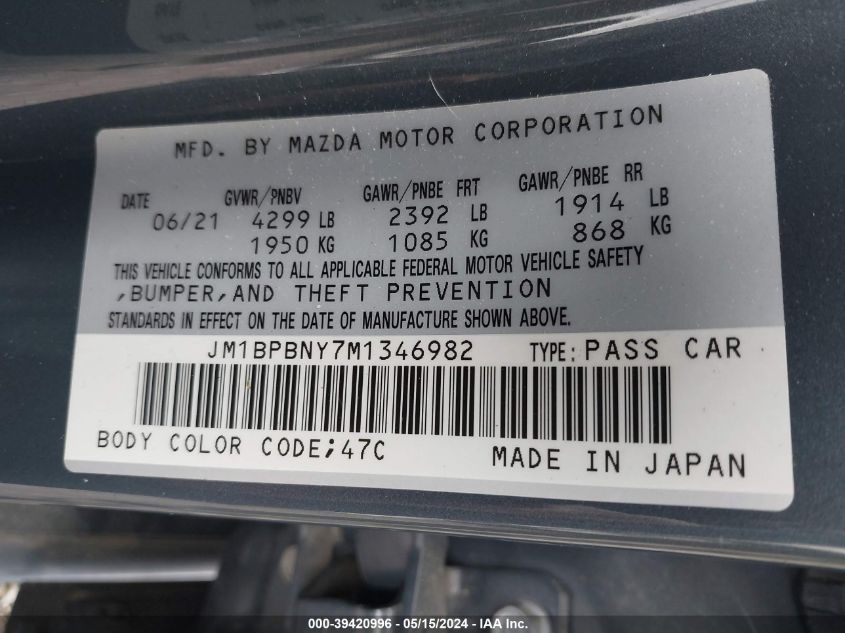 MFD. BY MAZDA MOTOR CORPORATION
DATE GVWR/PNBV GAWR/PNBE FRT GAWR/PNBE RR
06/21 4299 LB 2392 LB 1914 LB
1950 KG 1085 KG 868 KG
THIS VEHICLE CONFORMS TO ALL APPLICABLE FEDERAL MOTOR VEHICLE SAFETY
,BUMPER,AND THEFT PREVENTION
STANDARDS IN EFFECT ON THE DATE OF MANUFACTURE SHOWN ABOVE.
JM1BPBNY7M1346982 TYPE:PASS CAR
BODY COLOR CODE;47C MADE IN JAPAN
000-39420996 - 05/15/2024 - IAA Inc.